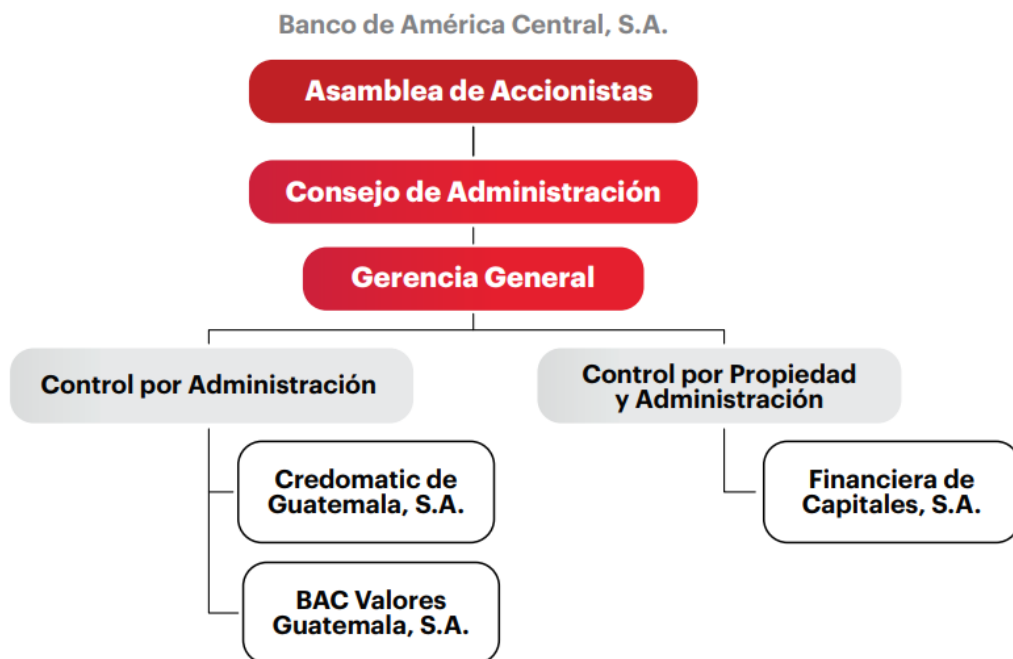 Banco de América Central, S.A.
Asamblea de Accionistas
Consejo de Administración
Gerencia General
Control por Administración
Control por Propiedad
y Administración
Credomatic de
Guatemala, S.A.
Financiera de
Capitales, S.A.
BAC Valores
Guatemala, S.A.